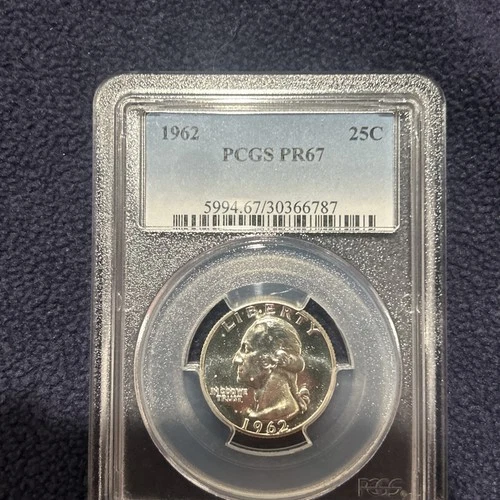 1962 25C
PCGS PR67
5994.67/30366787
LIBERTY
IN GOD WE
TRUST
1962
PCGS